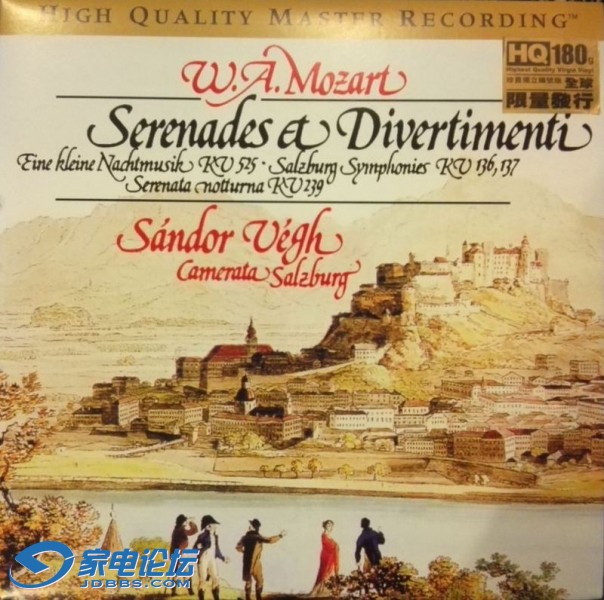 HIGH QUALITY MASTER RECORDING™
HQ 180g
Highest Quality Virgin Vinyl
全球
限量發行
W. A. Mozart
Serenades et Divertimenti
Eine kleine Nachtmusik KV 525 · Salzburg Symphonies KV 136, 137
Serenata notturna KV 239
Sándor Végh
Camerata Salzburg
家电论坛
JDBBS.COM